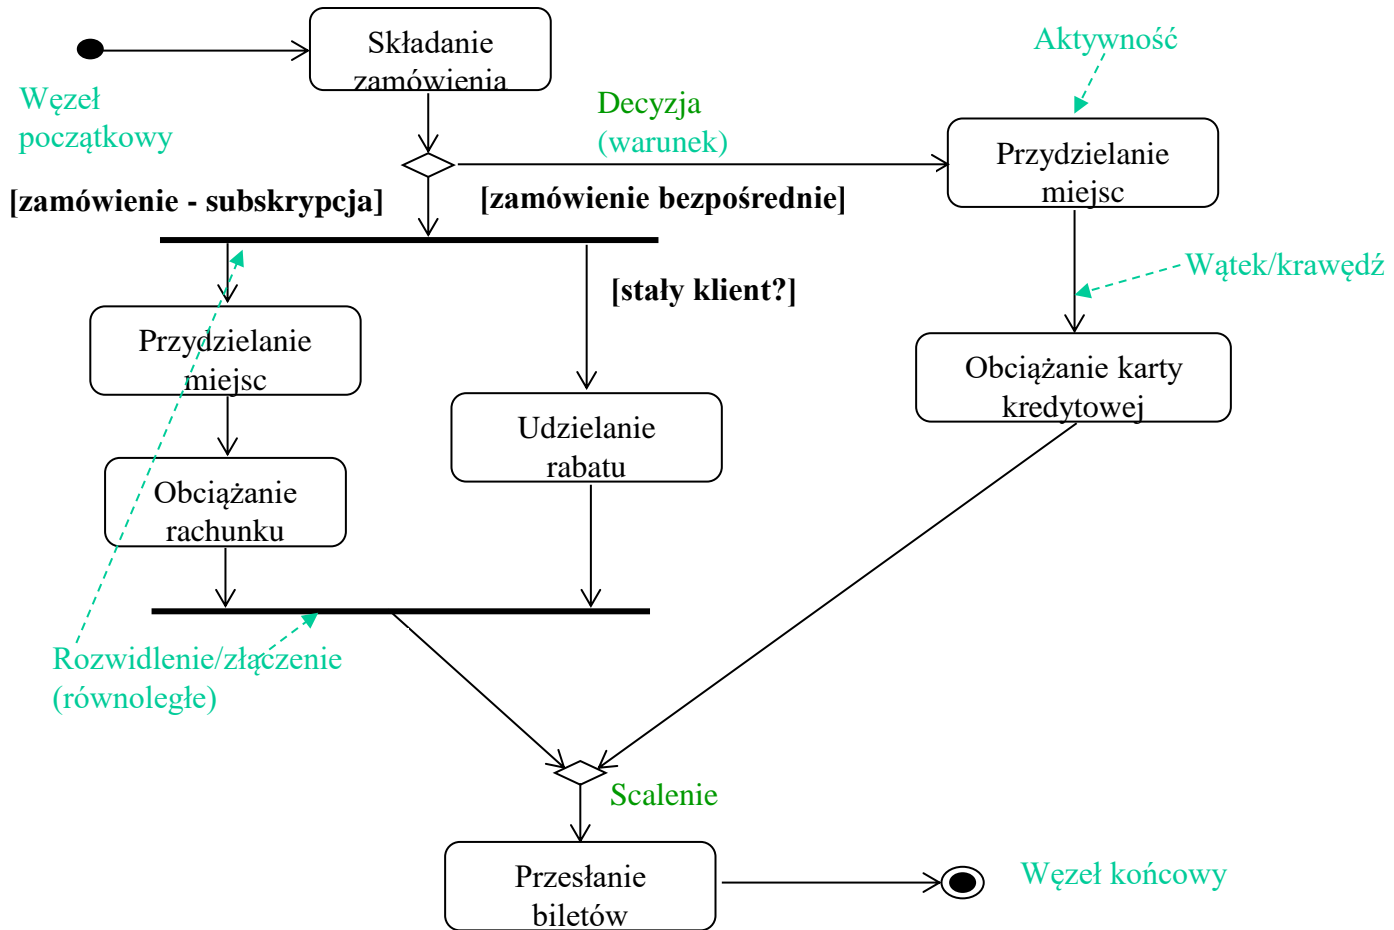 Składanie
zamówienia
Aktywność
Węzeł
początkowy
Decyzja
(warunek)
Przydzielanie
miejsc
[zamówienie - subskrypcja]
[zamówienie bezpośrednie]
Wątek/krawędź
[stały klient?]
Przydzielanie
miejsc
Obciążanie karty
kredytowej
Udzielanie
rabatu
Obciążanie
rachunku
Rozwidlenie/złączenie
(równoległe)
Scalenie
Przesłanie
biletów
Węzeł końcowy